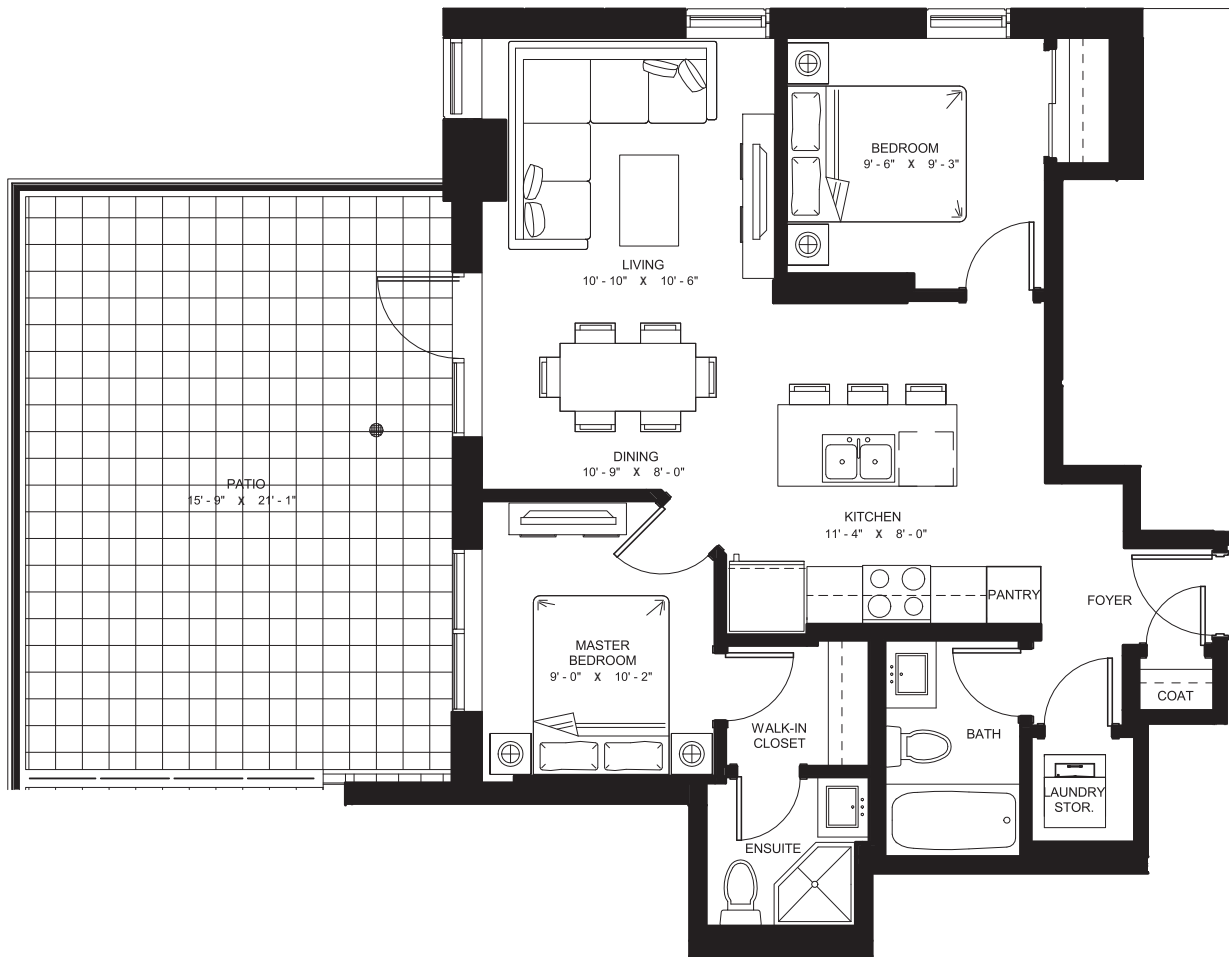 BEDROOM
9' - 6" X 9' - 3"
LIVING
10' - 10" X 10' - 6"
DINING
10' - 9" X 8' - 0"
PATIO
15' - 9" X 21' - 1"
KITCHEN
11' - 4" X 8' - 0"
PANTRY
FOYER
MASTER
BEDROOM
9' - 0" X 10' - 2"
COAT
WALK-IN
CLOSET
BATH
LAUNDRY
STOR.
ENSUITE